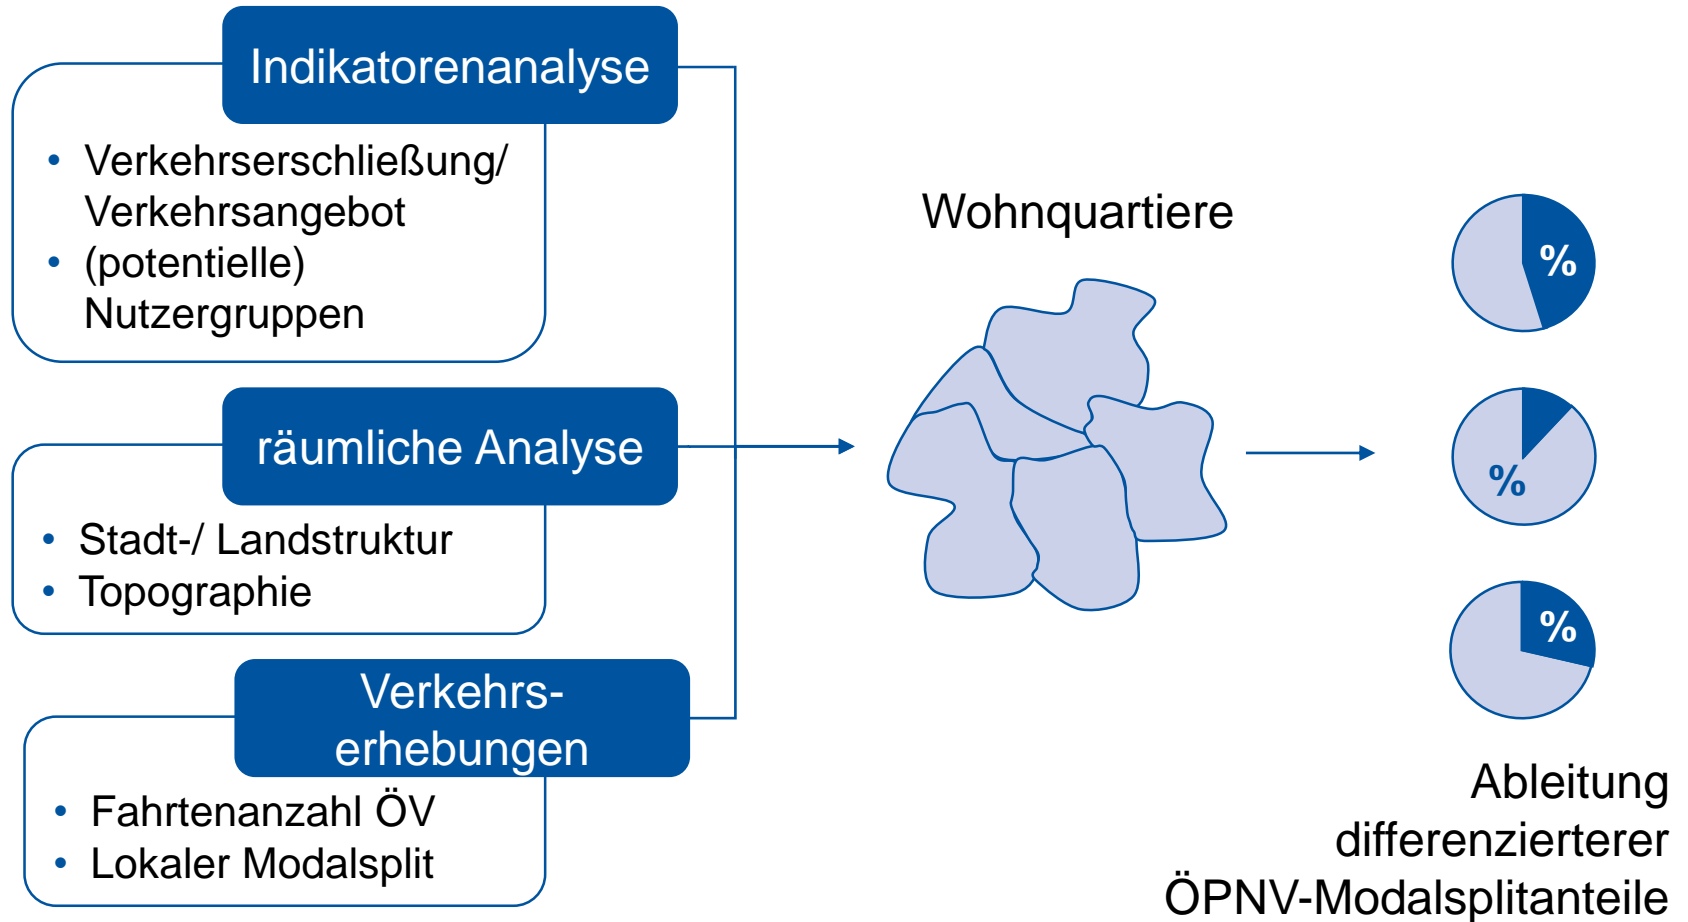 Indikatorenanalyse
• Verkehrserschließung/
Verkehrsangebot
• (potentielle)
Nutzergruppen
räumliche Analyse
• Stadt-/ Landstruktur
• Topographie
Verkehrs-
erhebungen
• Fahrtenanzahl ÖV
• Lokaler Modalsplit
Wohnquartiere
%
%
%
Ableitung
differenzierterer
ÖPNV-Modalsplitanteile